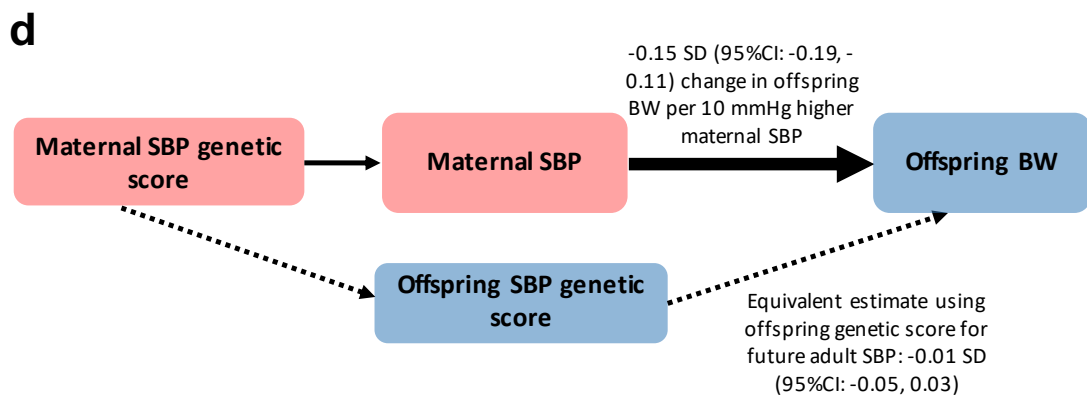 d
-0.15 SD (95%CI: -0.19, -
0.11) change in offspring
BW per 10 mmHg higher
maternal SBP
Maternal SBP genetic
score
Maternal SBP
Offspring BW
Offspring SBP genetic
score
Equivalent estimate using
offspring genetic score for
future adult SBP: -0.01 SD
(95%CI: -0.05, 0.03)